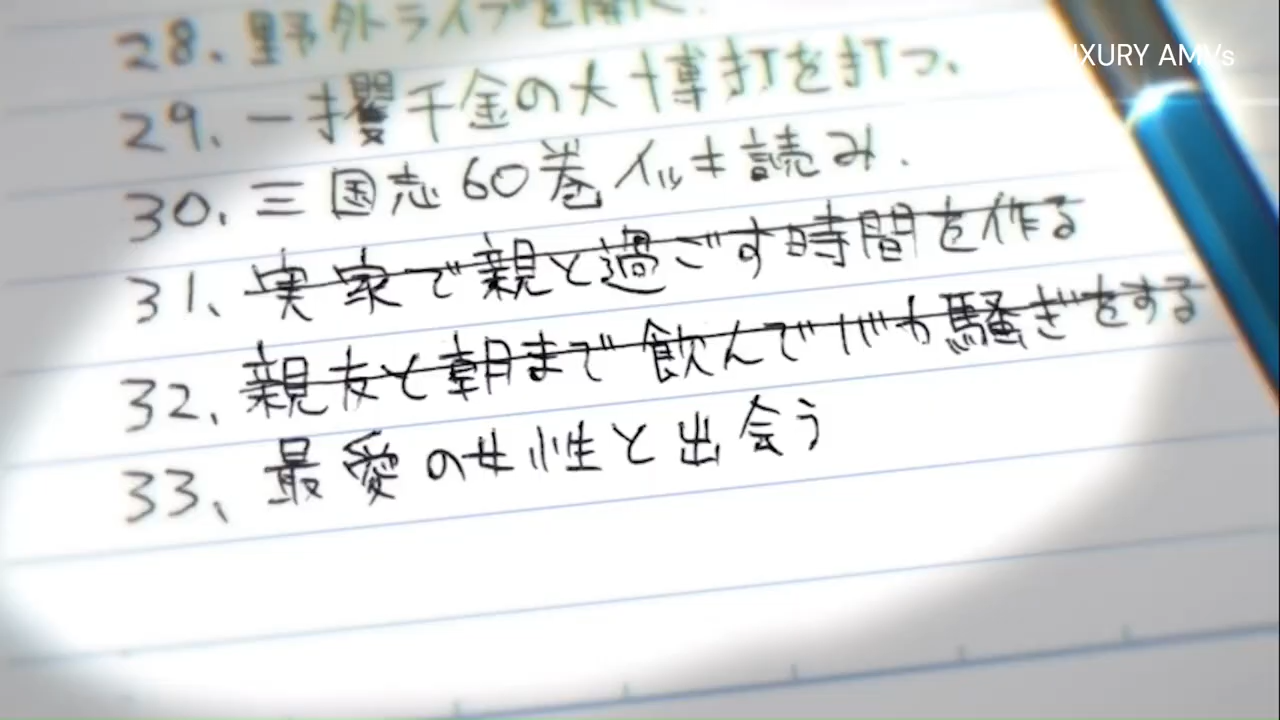 28. 野外ライブを開く.
LUXURY AMVs
29. 一攫千金の大博打を打つ.
30. 三国志60巻イッキ読み.
31. 実家で親と過ごす時間を作る
32. 親友と朝まで飲んでバカ騒ぎをする
33. 最愛の女性と出会う